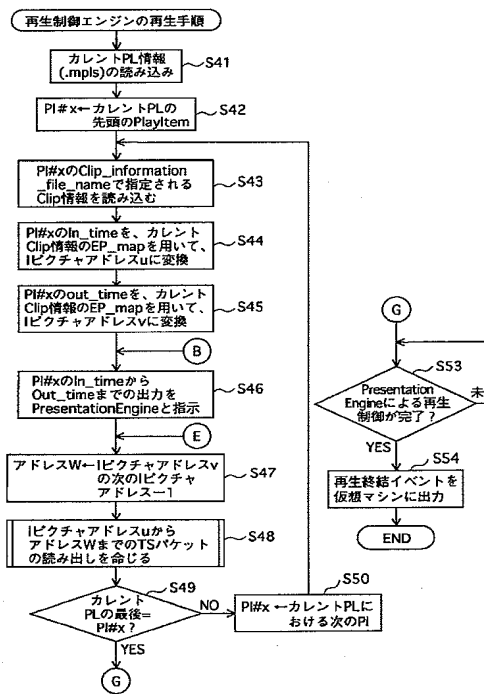 再生制御エンジンの再生手順
カレントPL情報
(.mpls)の読み込み
S41
PI#x←カレントPLの
先頭のPlayItem
S42
PI#xのClip_information
_file_nameで指定される
Clip情報を読み込む
S43
PI#xのIn_timeを、カレント
Clip情報のEP_mapを用いて、
Iピクチャアドレスuに変換
S44
PI#xのout_timeを、カレント
Clip情報のEP_mapを用いて、
Iピクチャアドレスvに変換
S45
B
PI#xのIn_timeから
Out_timeまでの出力を
PresentationEngineと指示
S46
E
アドレスW←Iピクチャアドレスv
の次のIピクチャ
アドレスー1
S47
Iピクチャアドレスuから
アドレスWまでのTSパケット
の読み出しを命じる
S48
カレント
PLの最後=
PI#x?
S49
NO
YES
PI#x ←カレントPLに
おける次のPI
S50
G
G
Presentation
Engineによる再生
制御が完了?
S53
未
YES
再生終結イベントを
仮想マシンに出力
S54
END